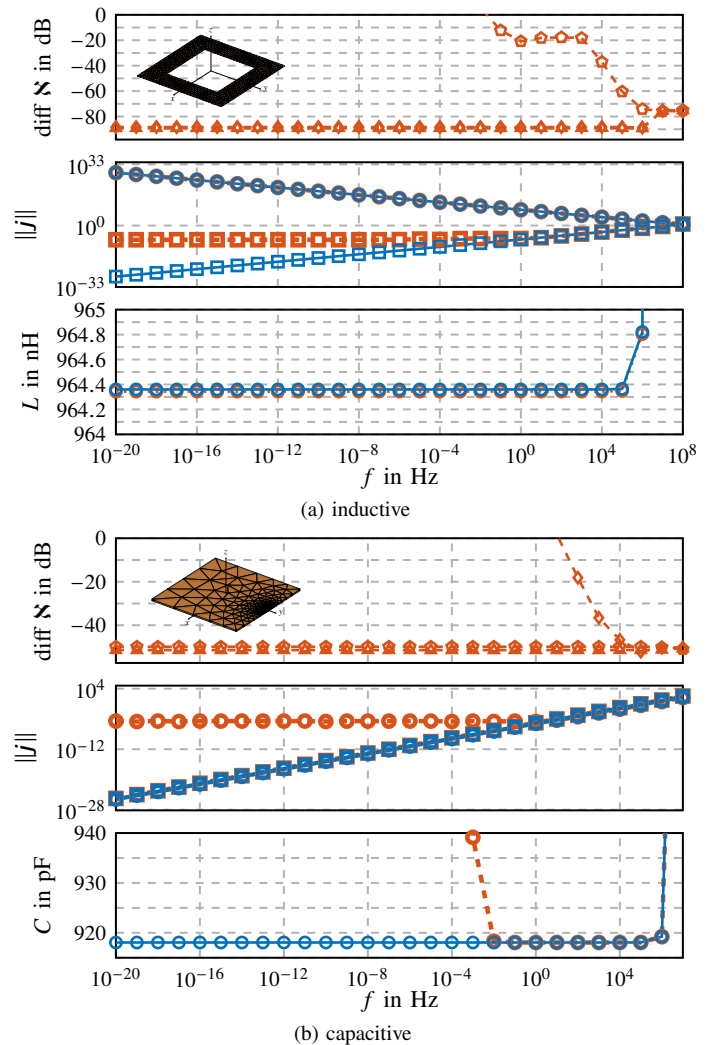 0
−20
−40
−60
−80
diff ℵ in dB
10^33
10^0
10^−33
||j||
965
964.8
964.6
964.4
964.2
964
L in nH
10^−20 10^−16 10^−12 10^−8 10^−4 10^0 10^4 10^8
f in Hz
(a) inductive
0
−20
−40
diff ℵ in dB
10^4
10^−12
10^−28
||j||
940
930
920
C in pF
10^−20 10^−16 10^−12 10^−8 10^−4 10^0 10^4
f in Hz
(b) capacitive